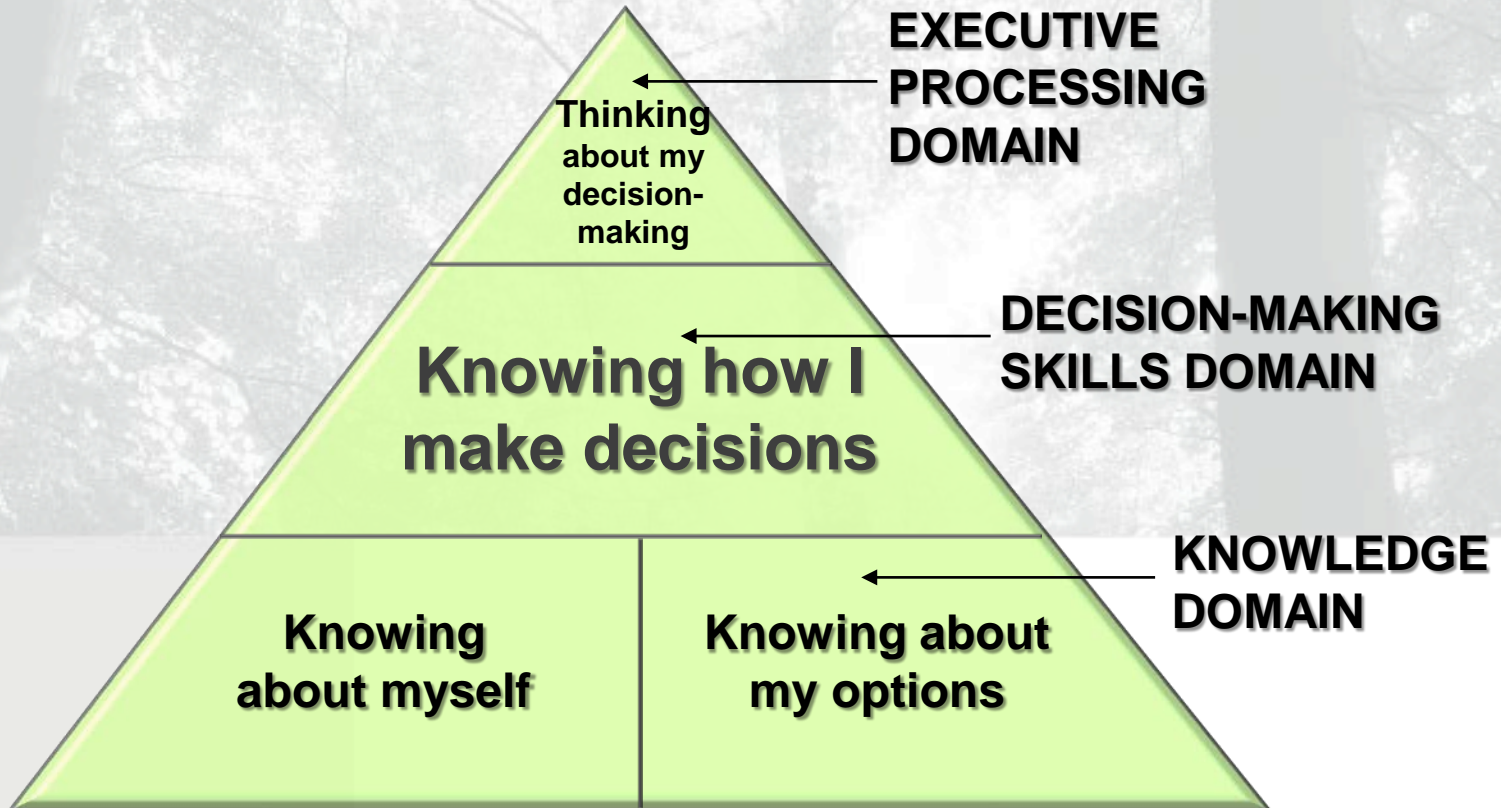 EXECUTIVE
PROCESSING
DOMAIN
Thinking
about my
decision-
making
DECISION-MAKING
SKILLS DOMAIN
Knowing how I
make decisions
KNOWLEDGE
DOMAIN
Knowing
about myself
Knowing about
my options